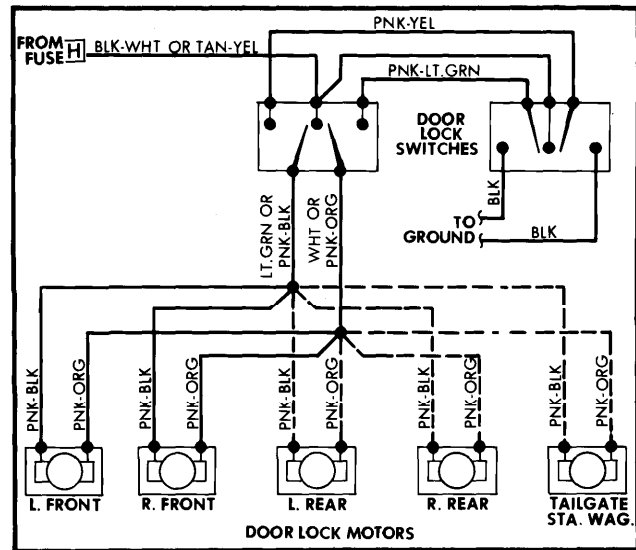 PNK-YEL
FROM
FUSE H
BLK-WHT OR TAN-YEL
PNK-LT.GRN
DOOR
LOCK
SWITCHES
BLK
TO
GROUND
BLK
LT.GRN OR
PNK-BLK
WHT OR
PNK-ORG
PNK-BLK
PNK-ORG
PNK-BLK
PNK-ORG
PNK-BLK
PNK-ORG
PNK-BLK
PNK-ORG
PNK-BLK
PNK-ORG
L. FRONT
R. FRONT
L. REAR
R. REAR
TAILGATE
STA. WAG.
DOOR LOCK MOTORS